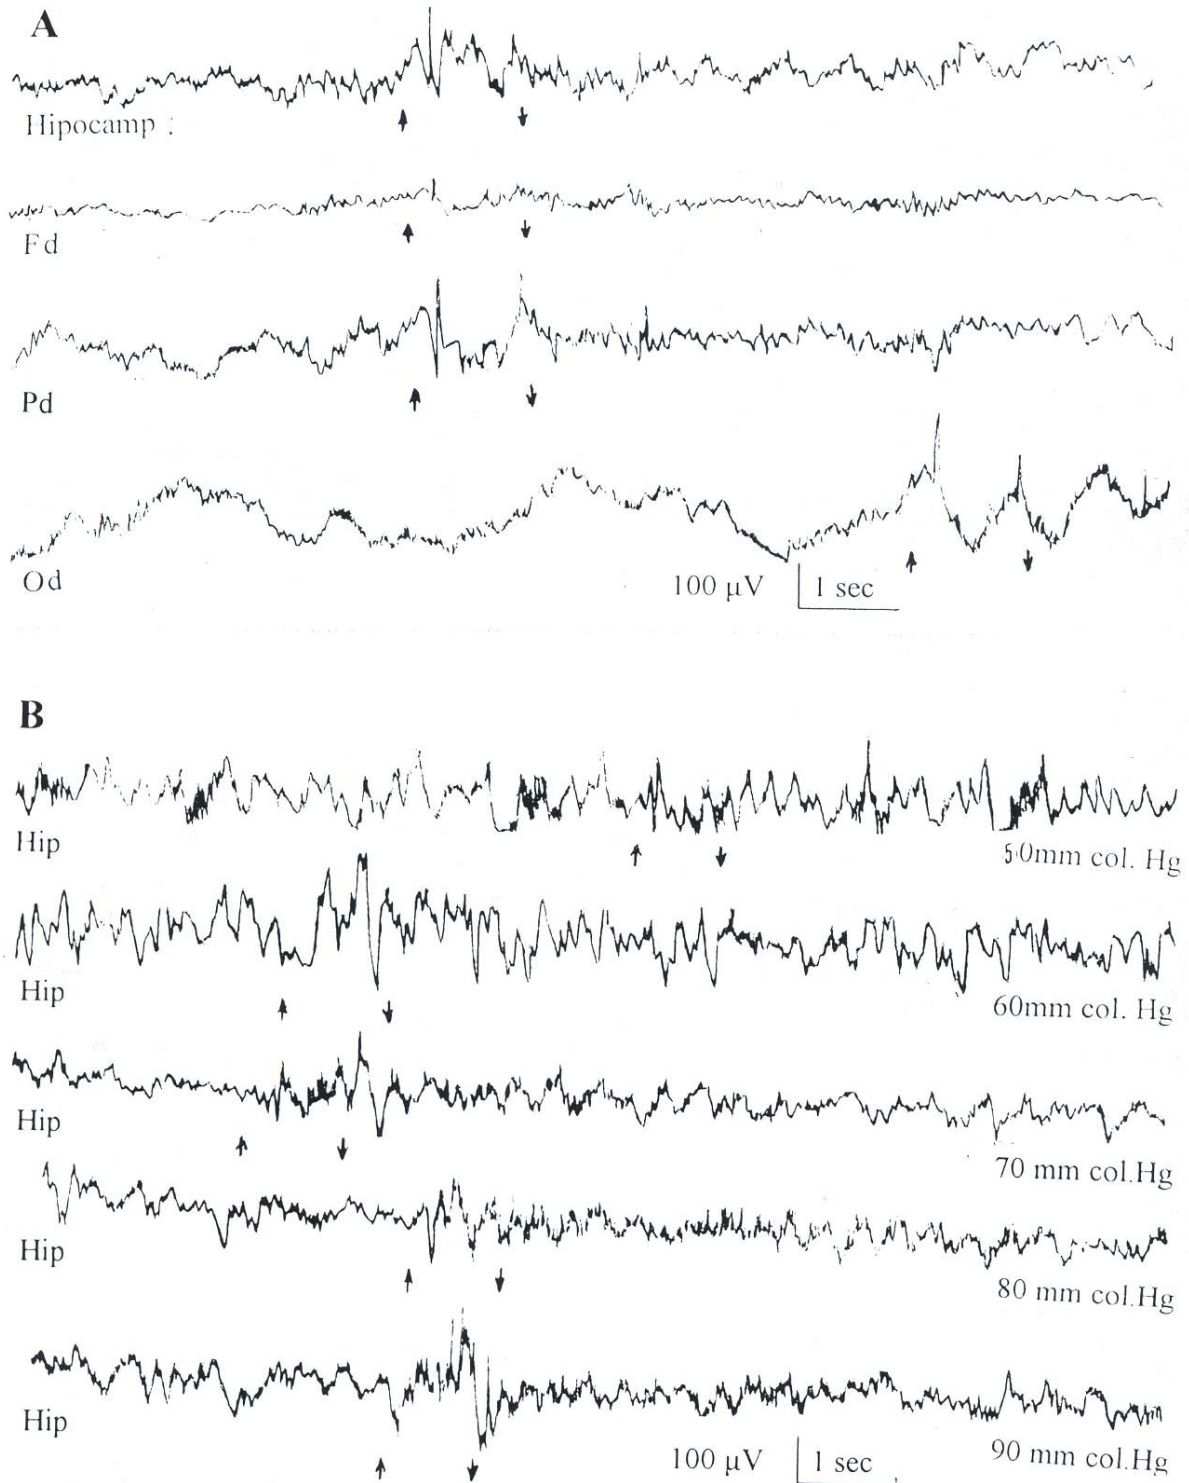 A
Hipocamp :
Fd
Pd
Od
100 μV 1 sec
B
Hip
50mm col. Hg
Hip
60mm col. Hg
Hip
70 mm col.Hg
Hip
80 mm col.Hg
Hip
90 mm col.Hg
100 μV 1 sec